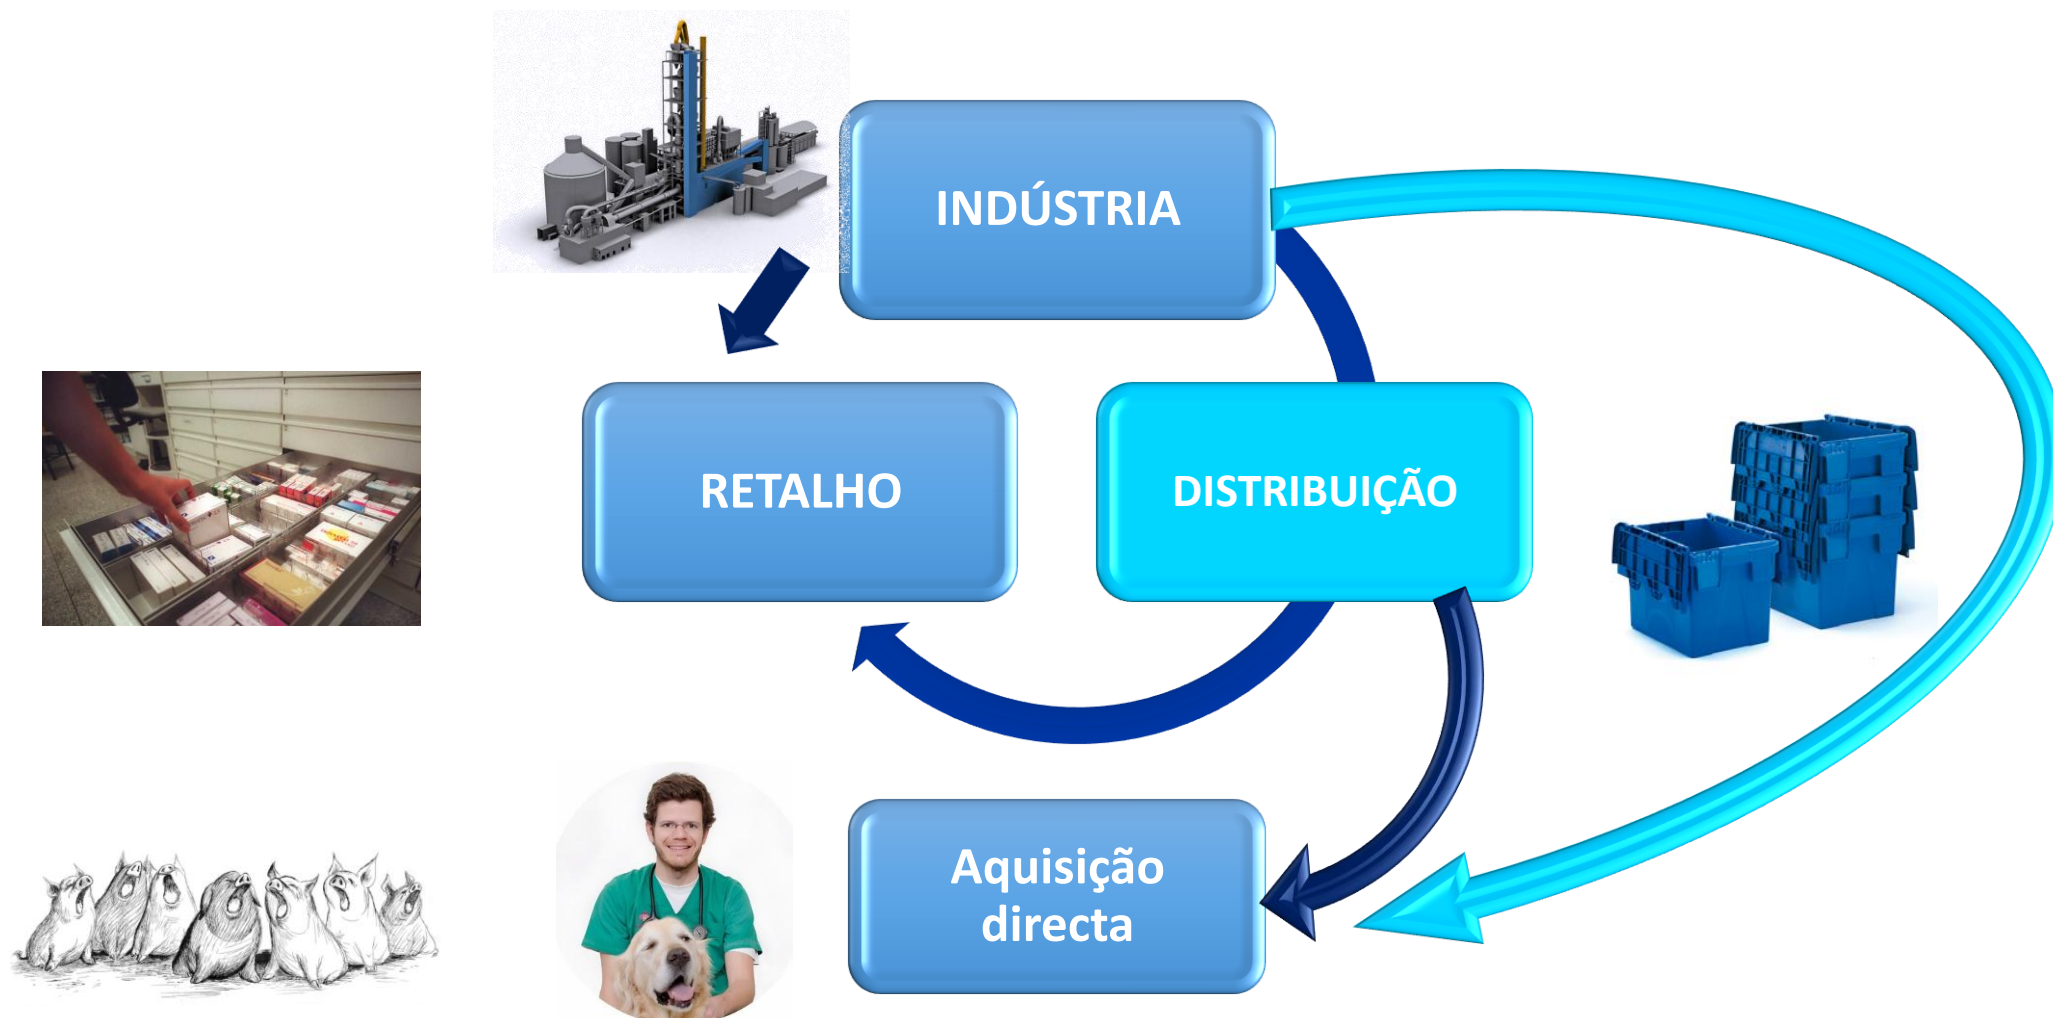 INDÚSTRIA
RETALHO
DISTRIBUIÇÃO
Aquisição
directa